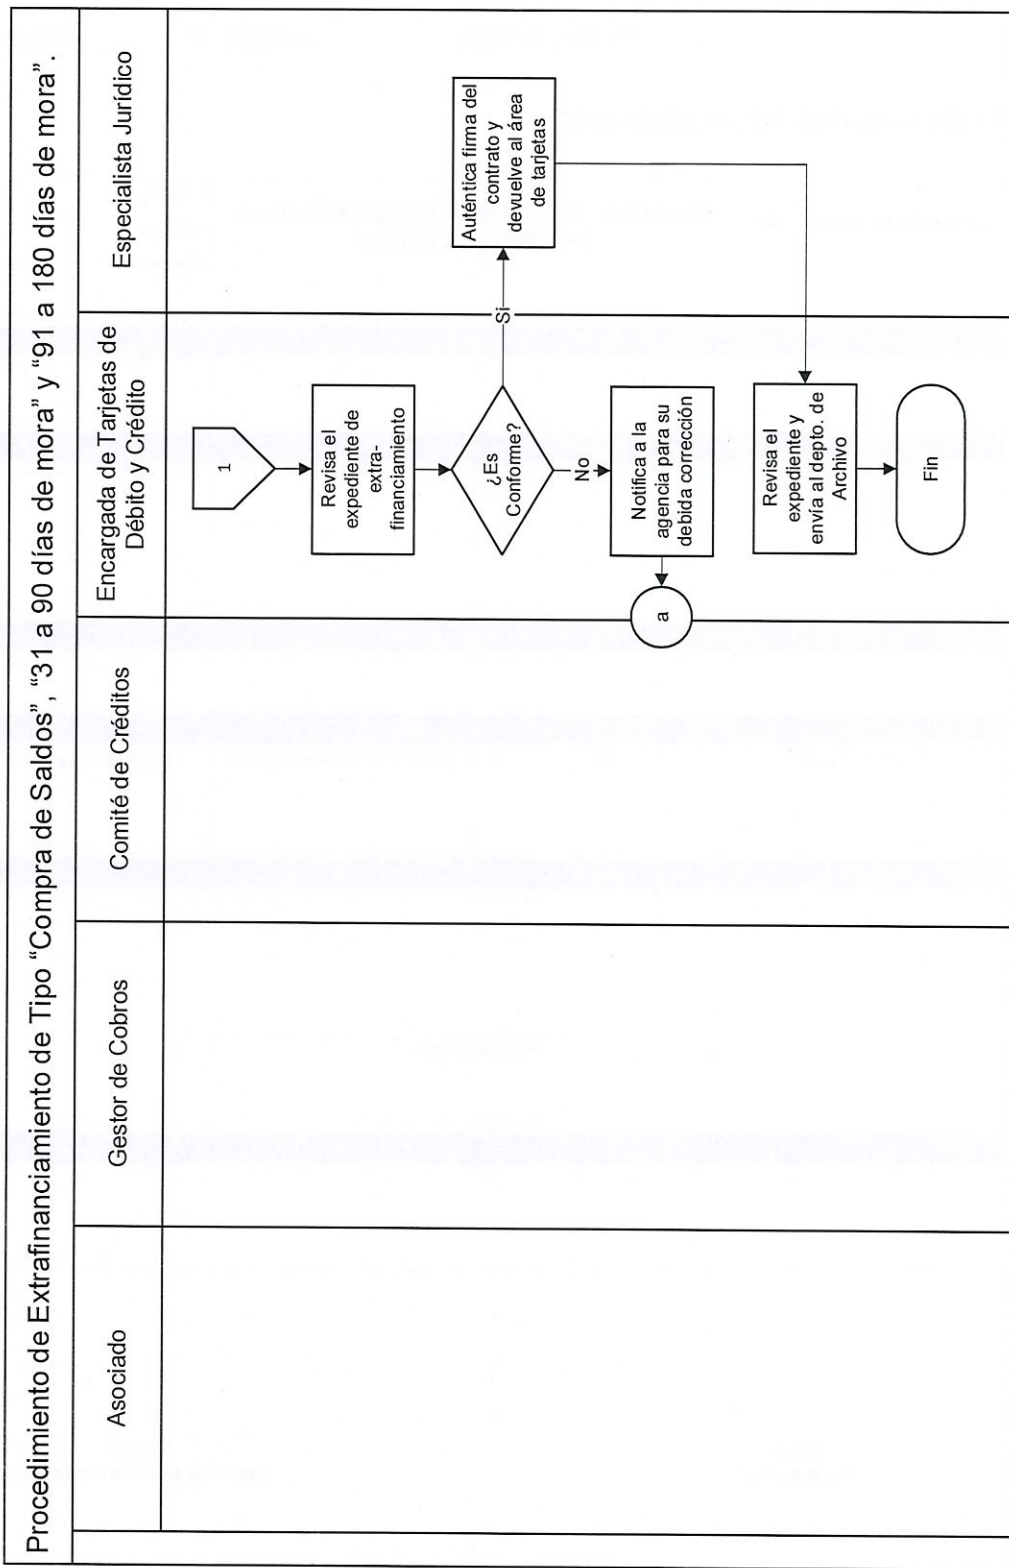 Procedimiento de Extrafinanciamiento de Tipo “Compra de Saldos”, “31 a 90 días de mora” y “91 a 180 días de mora”.
Asociado
Gestor de Cobros
Comité de Créditos
Encargada de Tarjetas de
Débito y Crédito
Especialista Jurídico
1
Revisa el
expediente de
extra-
financiamiento
¿Es
Conforme?
Si
Auténtica firma del
contrato y
devuelve al área
de tarjetas
No
Notifica a la
agencia para su
debida corrección
a
Revisa el
expediente y
envía al depto. de
Archivo
Fin